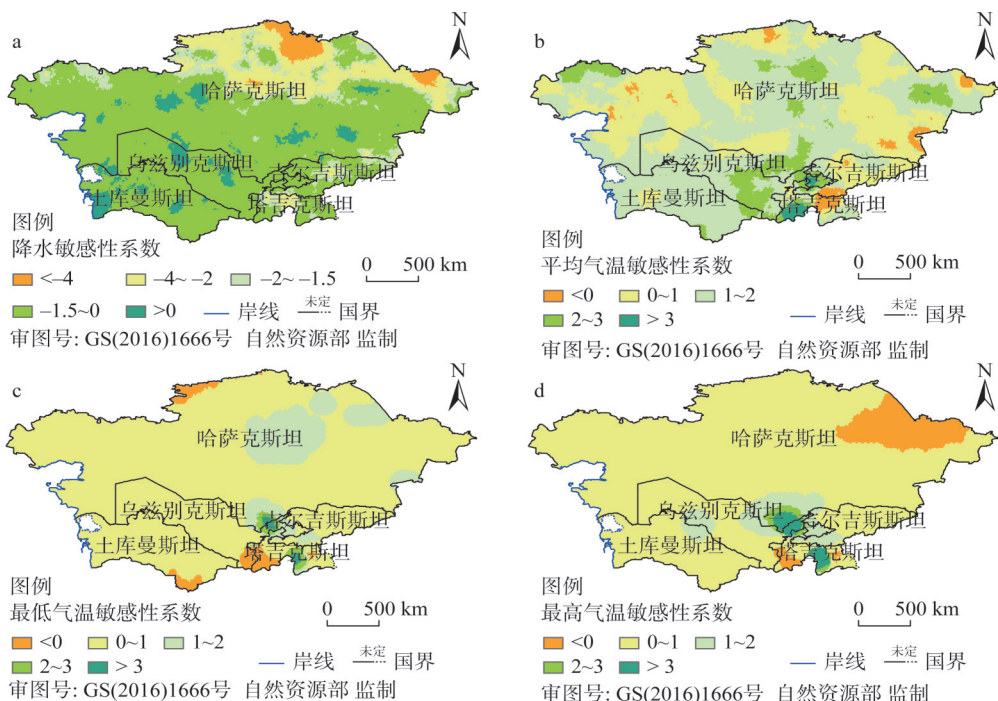 a
N
哈萨克斯坦
乌兹别克斯坦
吉尔吉斯斯坦
土库曼斯坦
塔吉克斯坦
图例
降水敏感性系数
0 500 km
<–4 –4~ –2 –2~ –1.5
–1.5~0 >0 岸线 未定 国界
审图号: GS(2016)1666号 自然资源部 监制
b
N
哈萨克斯坦
乌兹别克斯坦
吉尔吉斯斯坦
土库曼斯坦
塔吉克斯坦
图例
平均气温敏感性系数
0 500 km
<0 0~1 1~2
2~3 > 3 岸线 未定 国界
审图号: GS(2016)1666号 自然资源部 监制
c
N
哈萨克斯坦
乌兹别克斯坦
吉尔吉斯斯坦
土库曼斯坦
塔吉克斯坦
图例
最低气温敏感性系数
0 500 km
<0 0~1 1~2
2~3 > 3 岸线 未定 国界
审图号: GS(2016)1666号 自然资源部 监制
d
N
哈萨克斯坦
乌兹别克斯坦
吉尔吉斯斯坦
土库曼斯坦
塔吉克斯坦
图例
最高气温敏感性系数
0 500 km
<0 0~1 1~2
2~3 > 3 岸线 未定 国界
审图号: GS(2016)1666号 自然资源部 监制